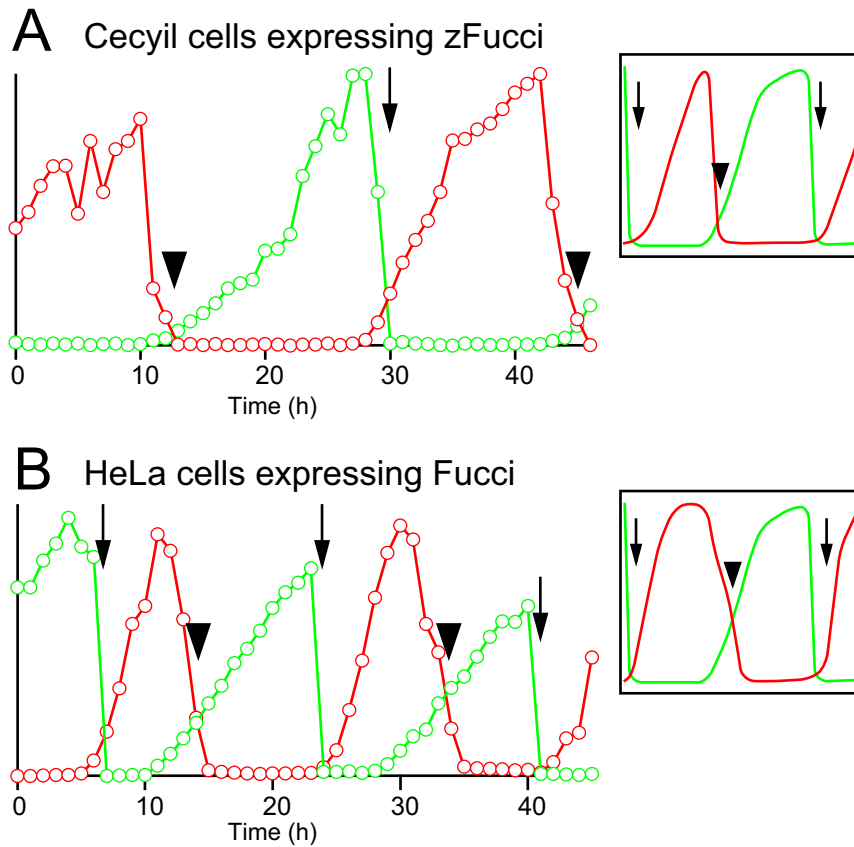 A Cecyil cells expressing zFucci
0 10 20 30 40
Time (h)
B HeLa cells expressing Fucci
0 10 20 30 40
Time (h)